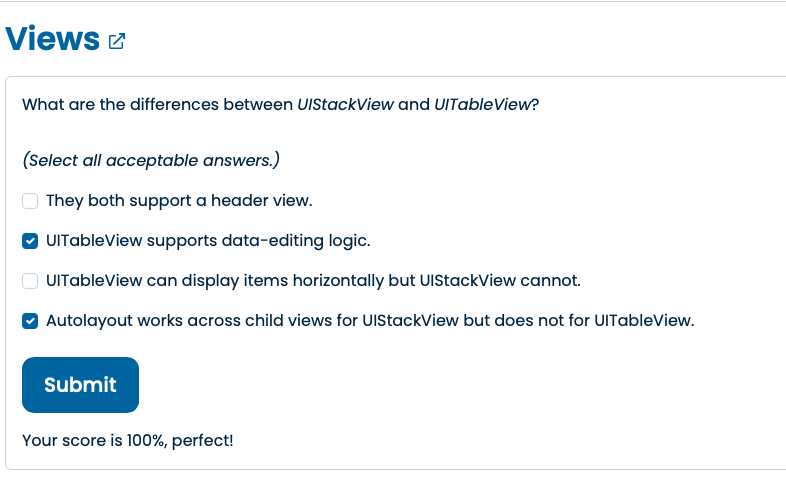 Views
What are the differences between UIStackView and UITableView?
(Select all acceptable answers.)
They both support a header view.
UITableView supports data-editing logic.
UITableView can display items horizontally but UIStackView cannot.
Autolayout works across child views for UIStackView but does not for UITableView.
Submit
Your score is 100%, perfect!